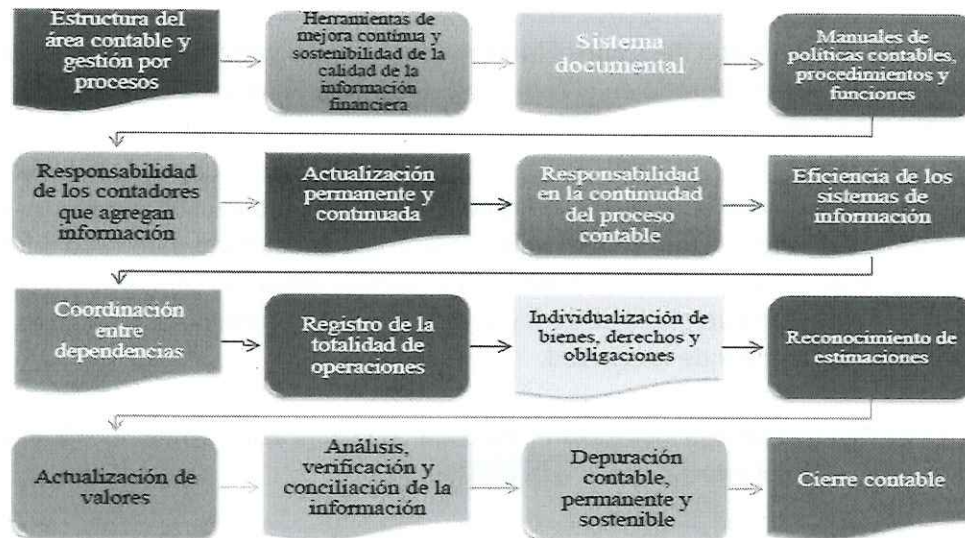 Estructura del
área contable y
gestión por
procesos
Herramientas de
mejora continua y
sostenibilidad de la
calidad de la
información
financiera
Sistema
documental
Manuales de
políticas contables,
procedimientos y
funciones
Responsabilidad
de los contadores
que agregan
información
Actualización
permanente y
continuada
Responsabilidad
en la continuidad
del proceso
contable
Eficiencia de los
sistemas de
información
Coordinación
entre
dependencias
Registro de la
totalidad de
operaciones
Individualización de
bienes, derechos y
obligaciones
Reconocimiento de
estimaciones
Actualización de
valores
Análisis,
verificación y
conciliación de la
información
Depuración
contable,
permanente y
sostenible
Cierre contable